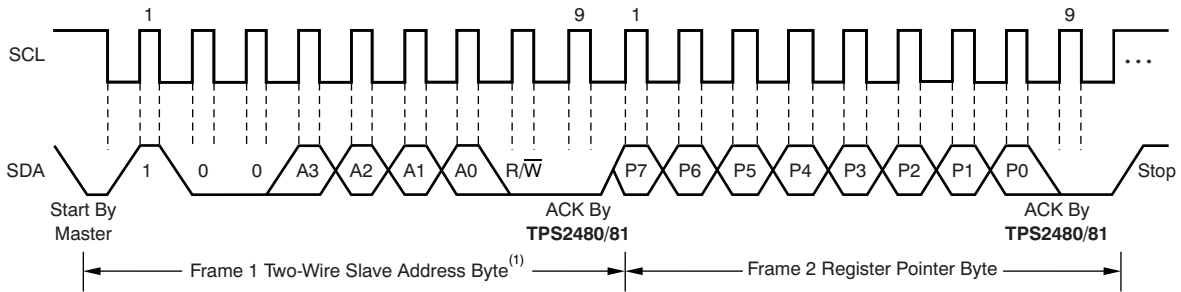 1 9 1 9
SCL ...
SDA 1 0 0 A3 A2 A1 A0 R/W̅ P7 P6 P5 P4 P3 P2 P1 P0 Stop
Start By ACK By ACK By
Master TPS2480/81 TPS2480/81
Frame 1 Two-Wire Slave Address Byte(1) Frame 2 Register Pointer Byte